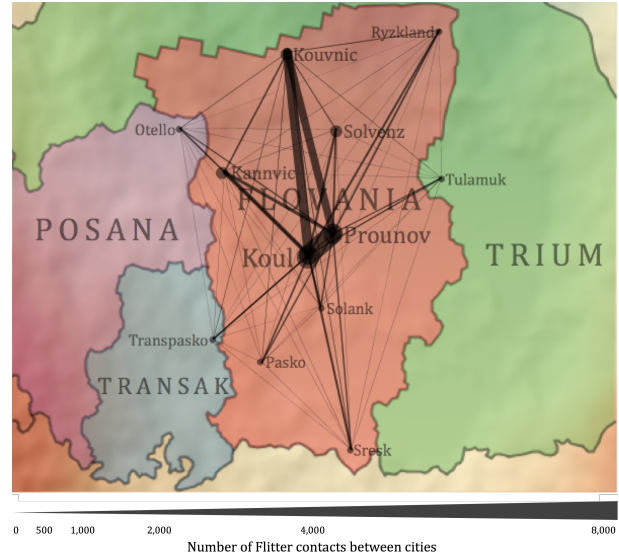 Ryzkland
Kouvnic
Otello
Solvenz
Kannvic
Tulamuk
FLOVANIA
POSANA
Prounov
Koul
TRIUM
Solank
Transpasko
Pasko
TRANSAK
Sresk
0 500 1,000 2,000 4,000 8,000
Number of Flitter contacts between cities